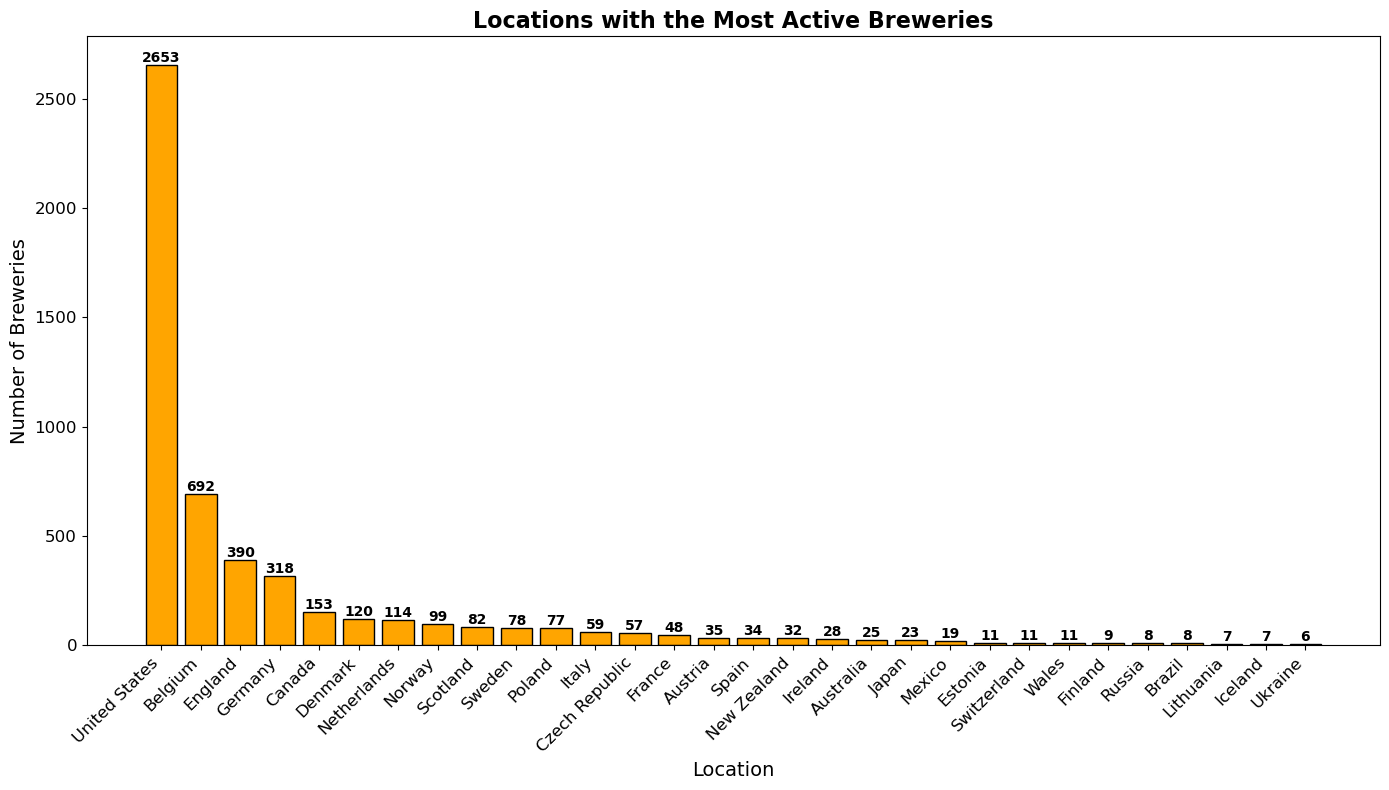 Locations with the Most Active Breweries
Number of Breweries
2500
2000
1500
1000
500
0
2653
692
390
318
153
120
114
99
82
78
77
59
57
48
35
34
32
28
25
23
19
11
11
11
9
8
8
7
7
6
United States
Belgium
England
Germany
Canada
Denmark
Netherlands
Norway
Scotland
Sweden
Poland
Italy
Czech Republic
France
Austria
Spain
New Zealand
Ireland
Australia
Japan
Mexico
Estonia
Switzerland
Wales
Finland
Russia
Brazil
Lithuania
Iceland
Ukraine
Location